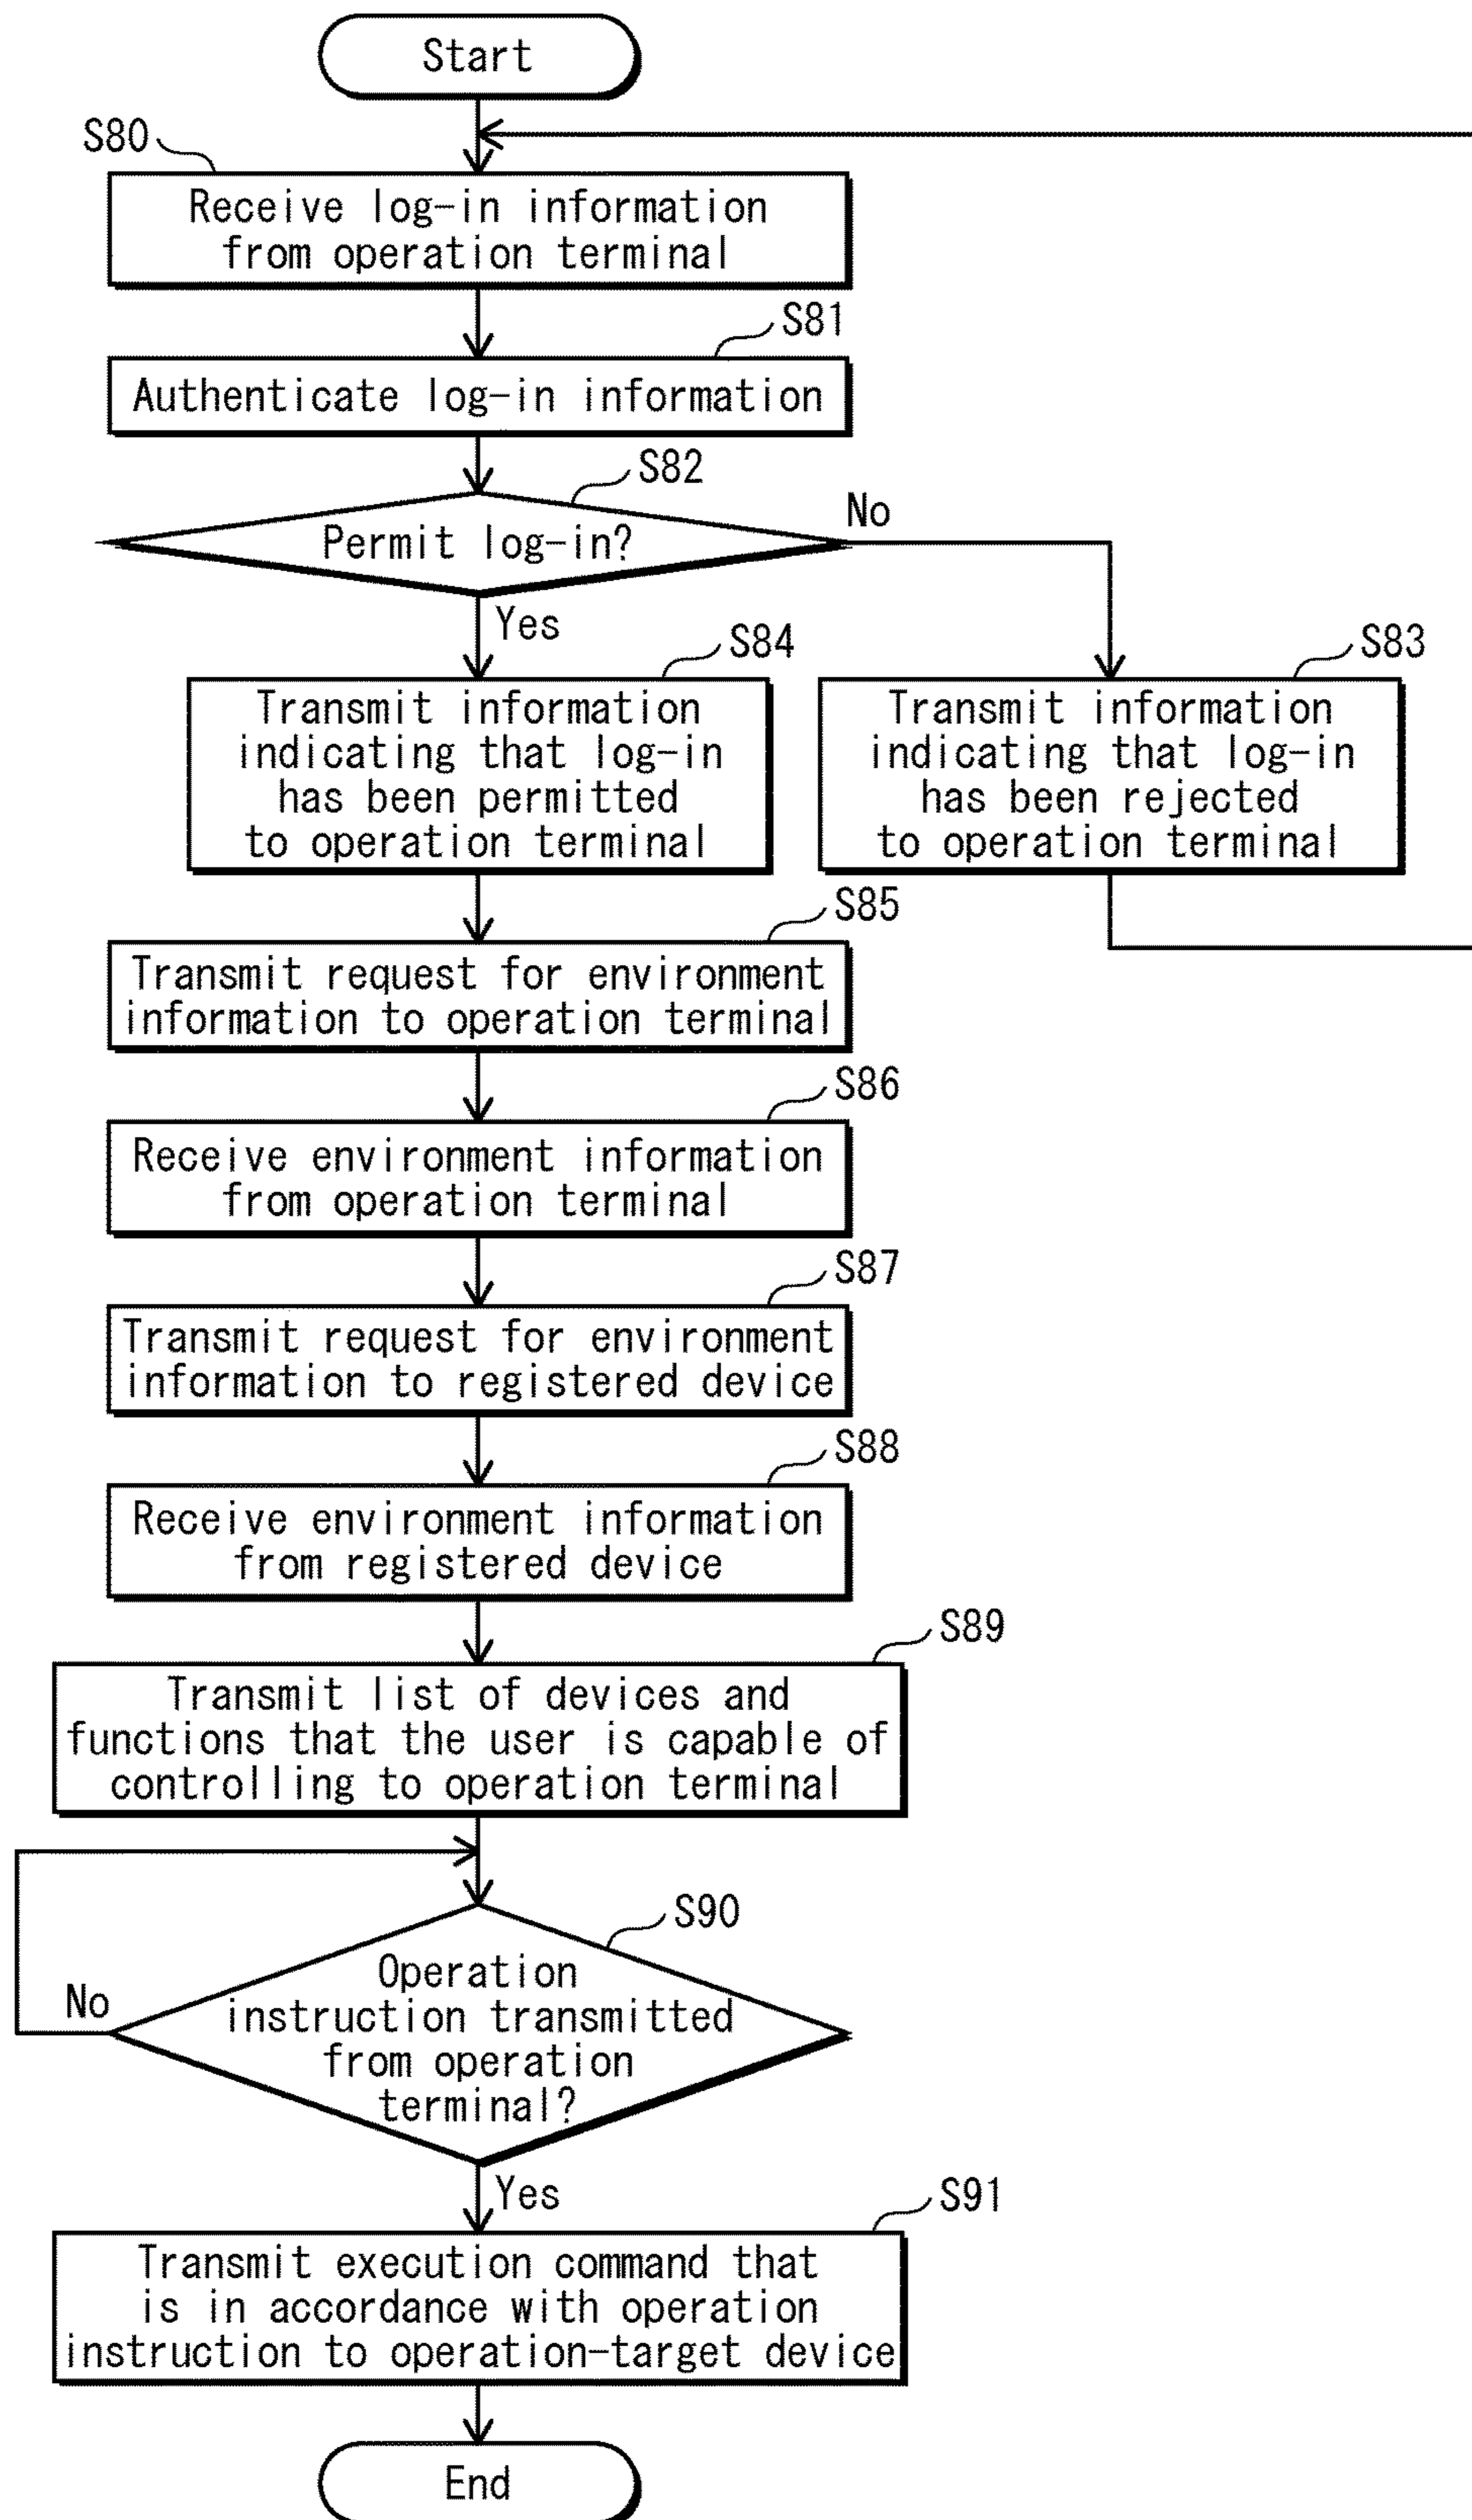 Start
S80
Receive log-in information
from operation terminal
S81
Authenticate log-in information
S82
Permit log-in?
No
Yes
S84
Transmit information
indicating that log-in
has been permitted
to operation terminal
S83
Transmit information
indicating that log-in
has been rejected
to operation terminal
S85
Transmit request for environment
information to operation terminal
S86
Receive environment information
from operation terminal
S87
Transmit request for environment
information to registered device
S88
Receive environment information
from registered device
S89
Transmit list of devices and
functions that the user is capable of
controlling to operation terminal
S90
Operation
instruction transmitted
from operation
terminal?
No
Yes
S91
Transmit execution command that
is in accordance with operation
instruction to operation-target device
End